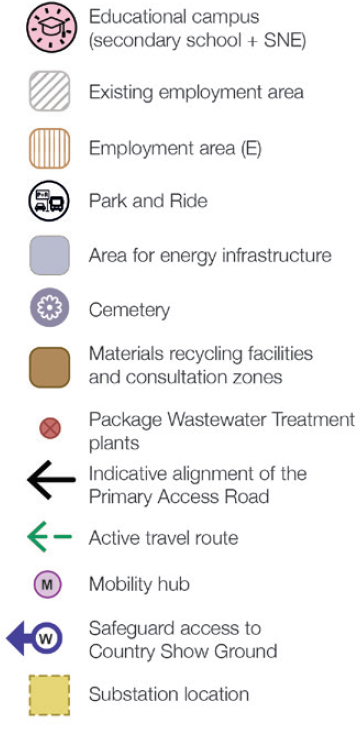 Educational campus
(secondary school + SNE)
Existing employment area
Employment area (E)
P+R
Park and Ride
Area for energy infrastructure
Cemetery
Materials recycling facilities
and consultation zones
Package Wastewater Treatment
plants
Indicative alignment of the
Primary Access Road
Active travel route
M
Mobility hub
W
Safeguard access to
Country Show Ground
Substation location